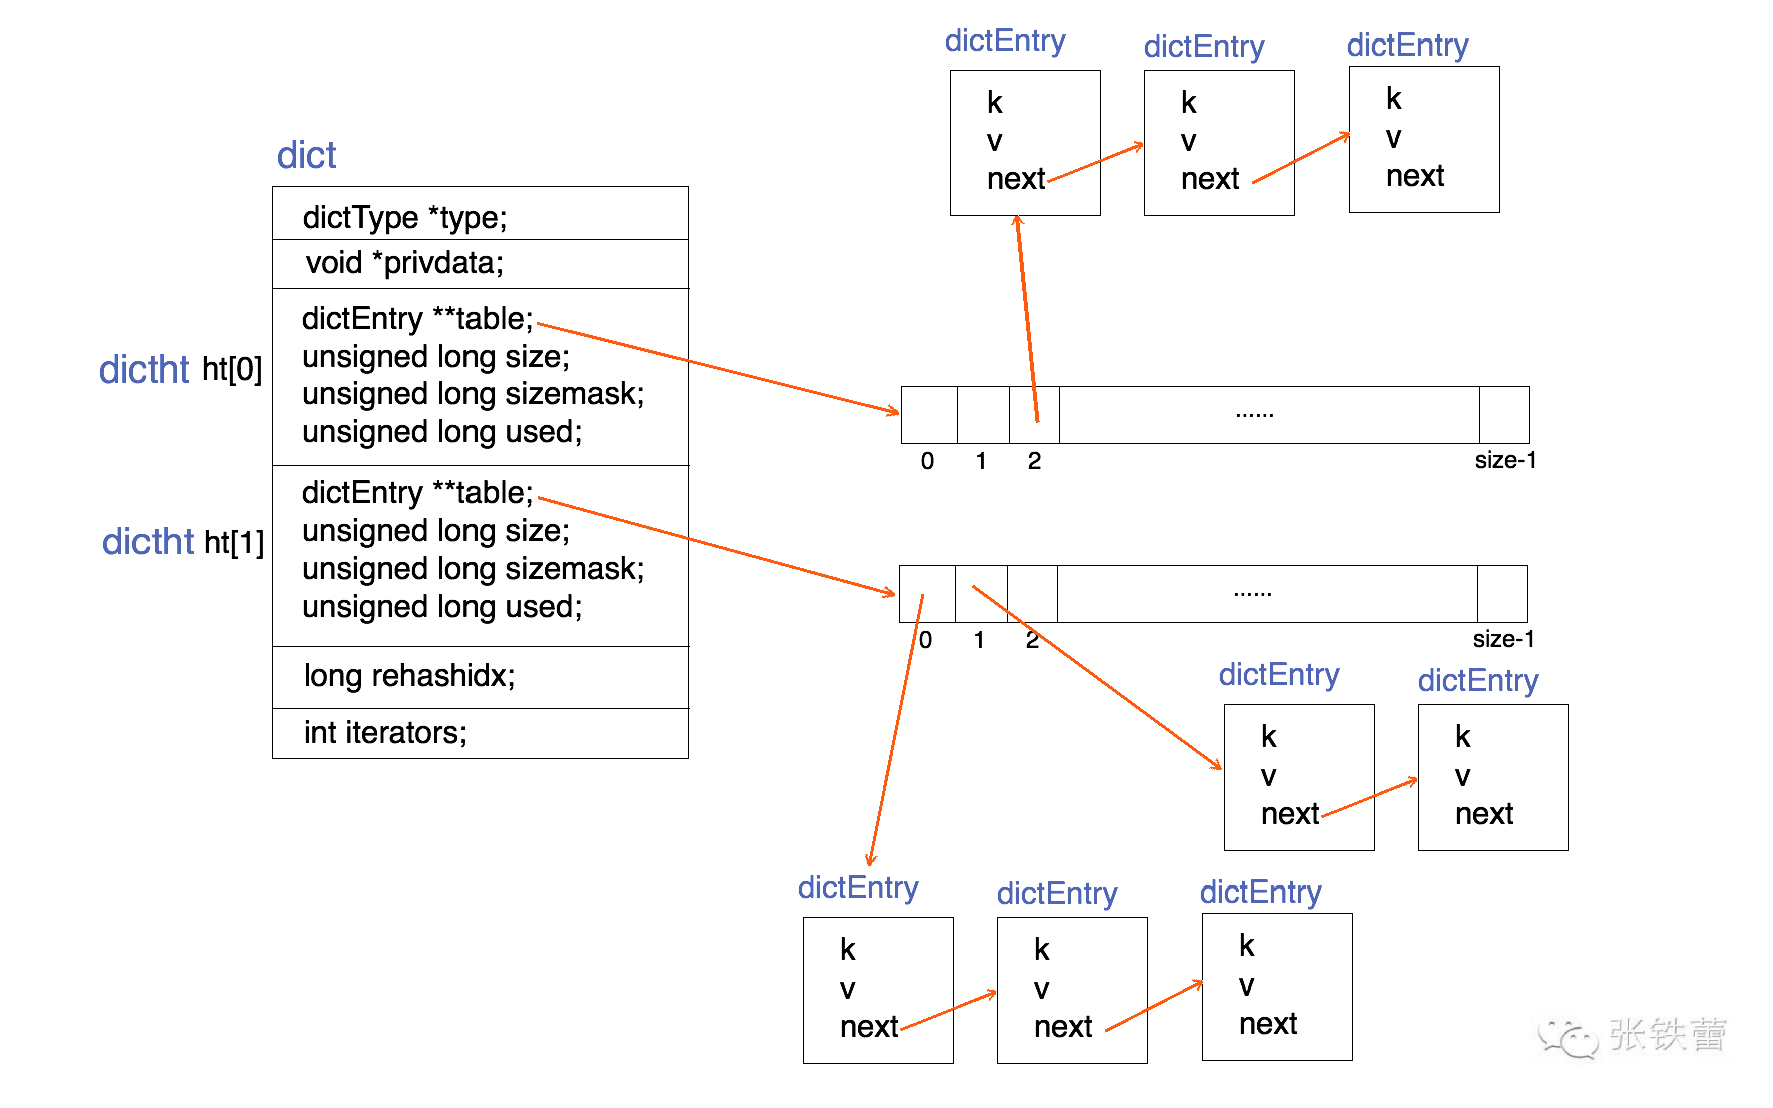 dictEntry
dictEntry
dictEntry
k
v
next
k
v
next
k
v
next
dict
dictType *type;
void *privdata;
dictht ht[0]
dictEntry **table;
unsigned long size;
unsigned long sizemask;
unsigned long used;
......
0 1 2 size-1
dictht ht[1]
dictEntry **table;
unsigned long size;
unsigned long sizemask;
unsigned long used;
......
0 1 2 size-1
long rehashidx;
int iterators;
dictEntry
dictEntry
k
v
next
k
v
next
dictEntry
dictEntry
dictEntry
k
v
next
k
v
next
k
v
next
张铁蕾